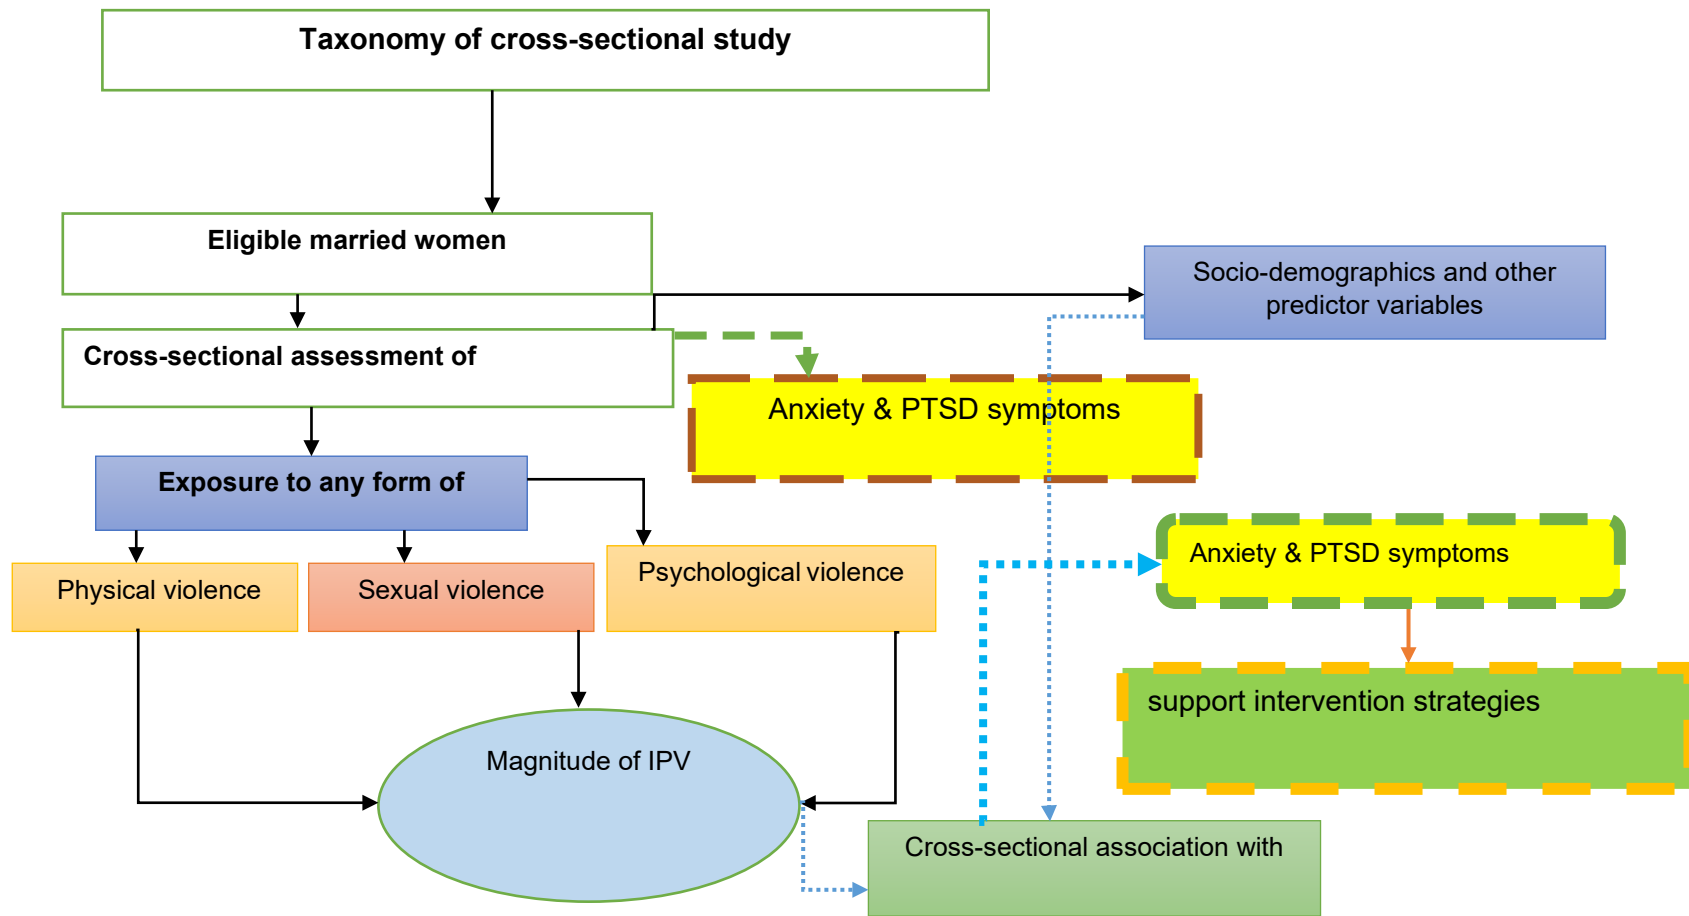 Taxonomy of cross-sectional study
Eligible married women
Socio-demographics and other
predictor variables
Cross-sectional assessment of
Anxiety & PTSD symptoms
Exposure to any form of
Anxiety & PTSD symptoms
Physical violence
Sexual violence
Psychological violence
support intervention strategies
Magnitude of IPV
Cross-sectional association with